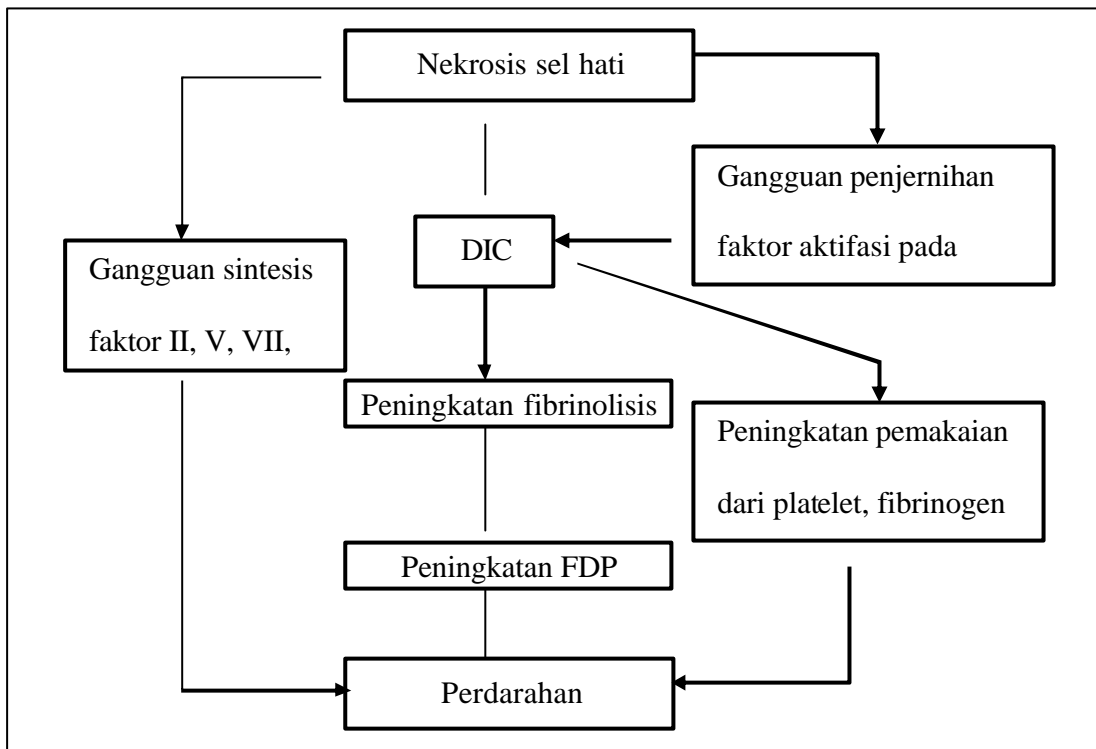 Nekrosis sel hati
Gangguan penjernihan
faktor aktifasi pada
DIC
Gangguan sintesis
faktor II, V, VII,
Peningkatan fibrinolisis
Peningkatan pemakaian
dari platelet, fibrinogen
Peningkatan FDP
Perdarahan